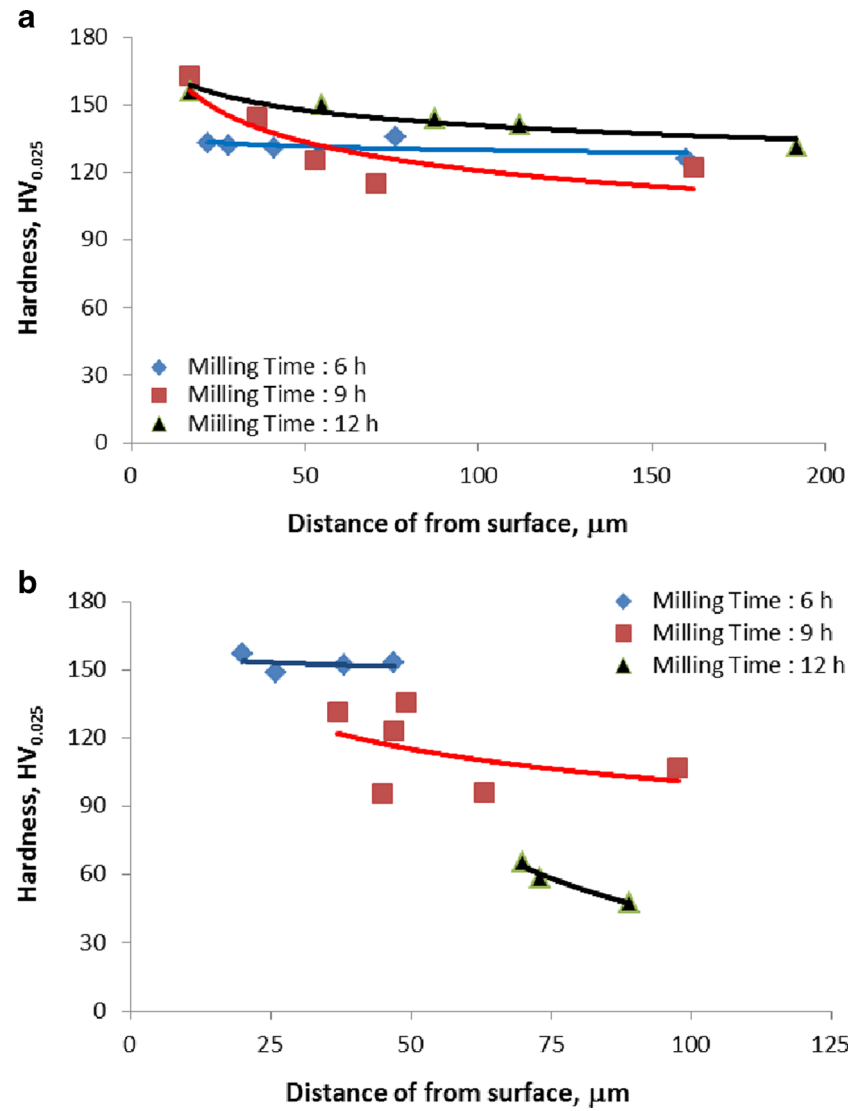 a
180
150
120
90
60
30
0
Hardness, HV0.025
Milling Time : 6 h
Milling Time : 9 h
Miiling Time : 12 h
0 50 100 150 200
Distance of from surface, μm
b
180
150
120
90
60
30
0
Hardness, HV0.025
Milling Time : 6 h
Milling Time : 9 h
Milling Time : 12 h
0 25 50 75 100 125
Distance of from surface, μm